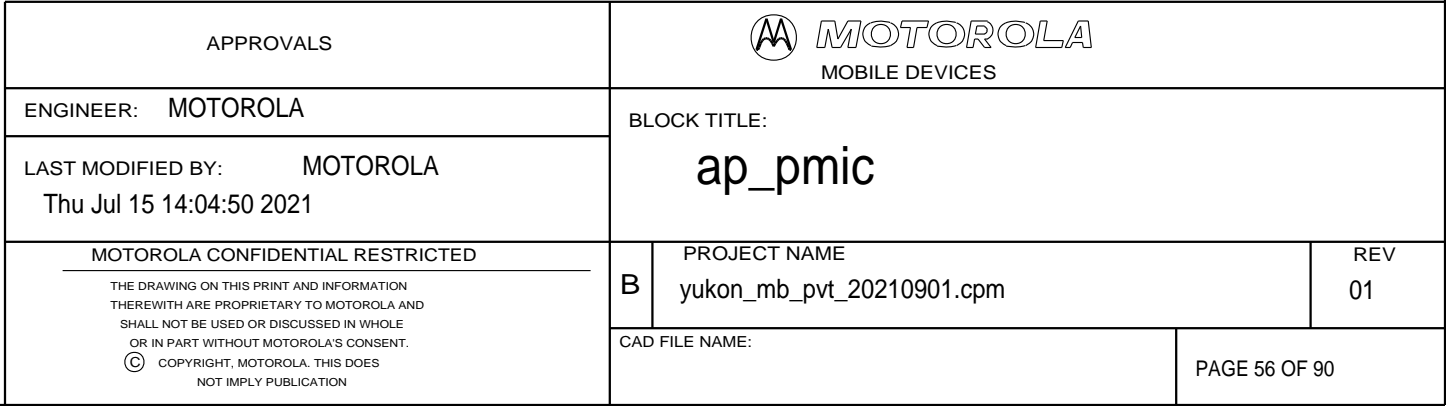 APPROVALS
MOTOROLA
MOBILE DEVICES
ENGINEER: MOTOROLA
LAST MODIFIED BY: MOTOROLA
Thu Jul 15 14:04:50 2021
BLOCK TITLE:
ap_pmic
MOTOROLA CONFIDENTIAL RESTRICTED
THE DRAWING ON THIS PRINT AND INFORMATION
THEREWITH ARE PROPRIETARY TO MOTOROLA AND
SHALL NOT BE USED OR DISCUSSED IN WHOLE
OR IN PART WITHOUT MOTOROLA'S CONSENT.
© COPYRIGHT, MOTOROLA. THIS DOES
NOT IMPLY PUBLICATION
B
PROJECT NAME
yukon_mb_pvt_20210901.cpm
REV
01
CAD FILE NAME:
PAGE 56 OF 90